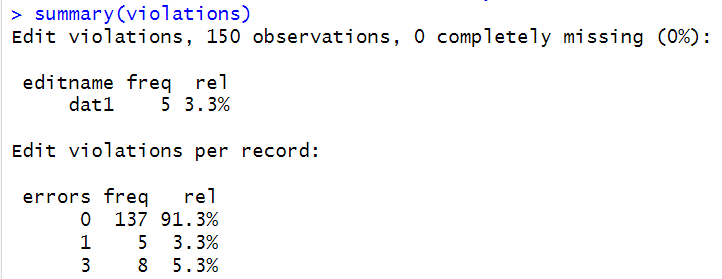 > summary(violations)
Edit violations, 150 observations, 0 completely missing (0%):
editname freq rel
dat1 5 3.3%
Edit violations per record:
errors freq rel
0 137 91.3%
1 5 3.3%
3 8 5.3%